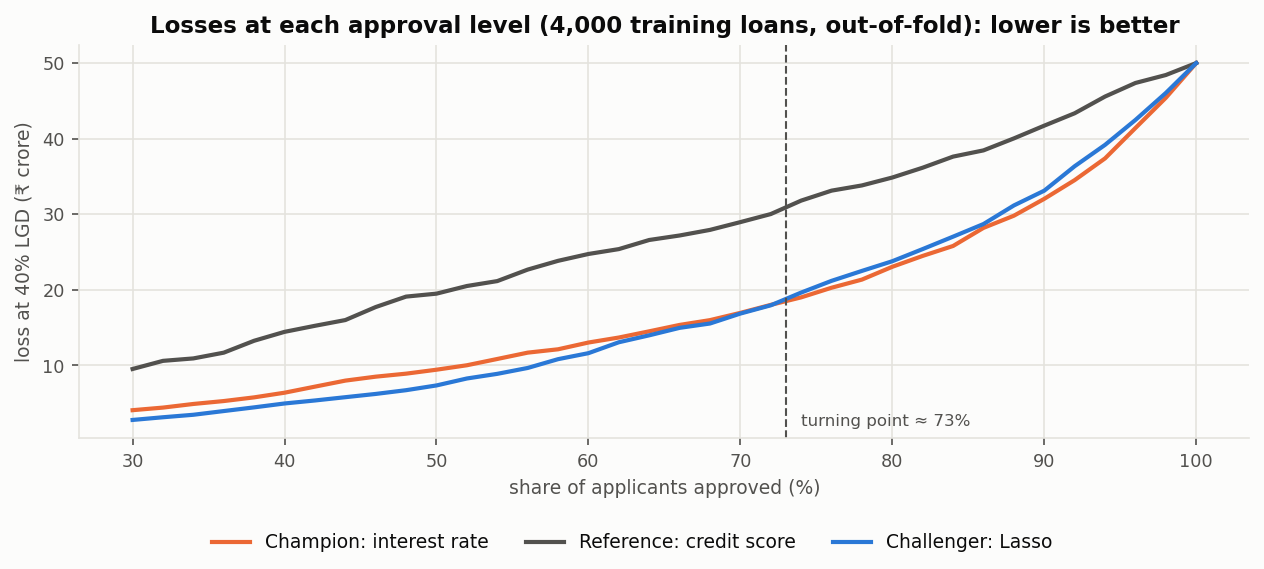 Losses at each approval level (4,000 training loans, out-of-fold): lower is better
loss at 40% LGD (₹ crore)
50
40
30
20
10
turning point ≈ 73%
30 40 50 60 70 80 90 100
share of applicants approved (%)
Champion: interest rate Reference: credit score Challenger: Lasso